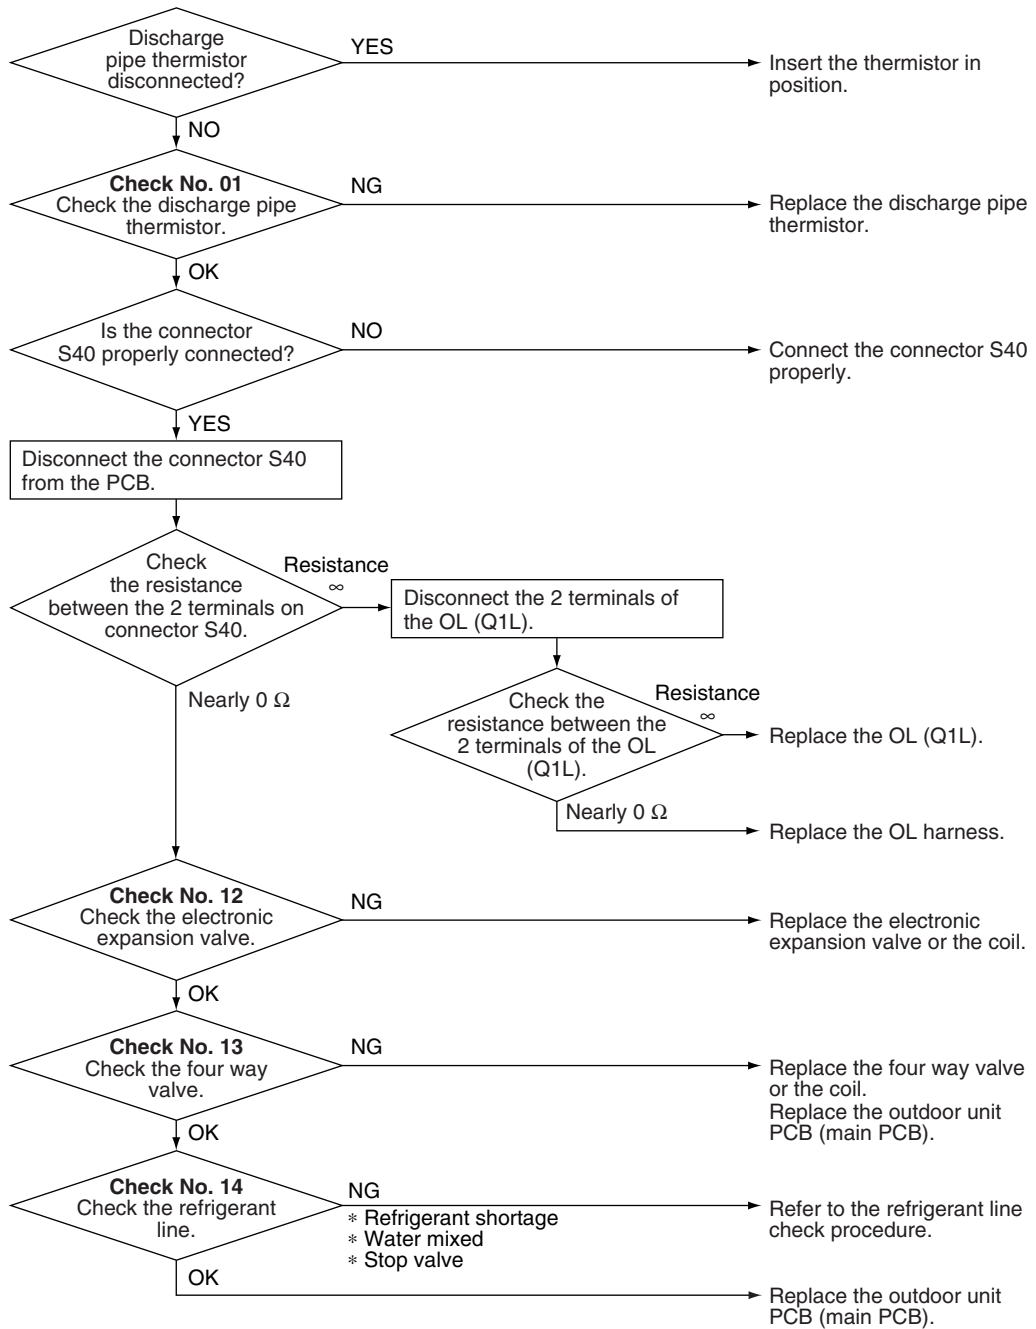 Discharge
pipe thermistor
disconnected?
YES
Insert the thermistor in
position.
NO
Check No. 01
Check the discharge pipe
thermistor.
NG
Replace the discharge pipe
thermistor.
OK
Is the connector
S40 properly connected?
NO
Connect the connector S40
properly.
YES
Disconnect the connector S40
from the PCB.
Check
the resistance
between the 2 terminals on
connector S40.
Resistance
∞
Disconnect the 2 terminals of
the OL (Q1L).
Nearly 0 Ω
Check the
resistance between the
2 terminals of the OL
(Q1L).
Resistance
∞
Replace the OL (Q1L).
Nearly 0 Ω
Replace the OL harness.
Check No. 12
Check the electronic
expansion valve.
NG
Replace the electronic
expansion valve or the coil.
OK
Check No. 13
Check the four way
valve.
NG
Replace the four way valve
or the coil.
Replace the outdoor unit
PCB (main PCB).
OK
Check No. 14
Check the refrigerant
line.
NG
∗ Refrigerant shortage
∗ Water mixed
∗ Stop valve
Refer to the refrigerant line
check procedure.
OK
Replace the outdoor unit
PCB (main PCB).